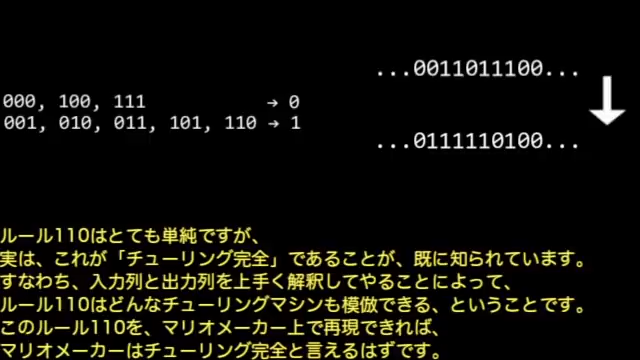 ...0011011100...
000, 100, 111 → 0
001, 010, 011, 101, 110 → 1
...0111110100...
ルール110はとても単純ですが、
実は、これが「チューリング完全」であることが、既に知られています。
すなわち、入力列と出力列を上手く解釈してやることによって、
ルール110はどんなチューリングマシンも模倣できる、ということです。
このルール110を、マリオメーカー上で再現できれば、
マリオメーカーはチューリング完全と言えるはずです。